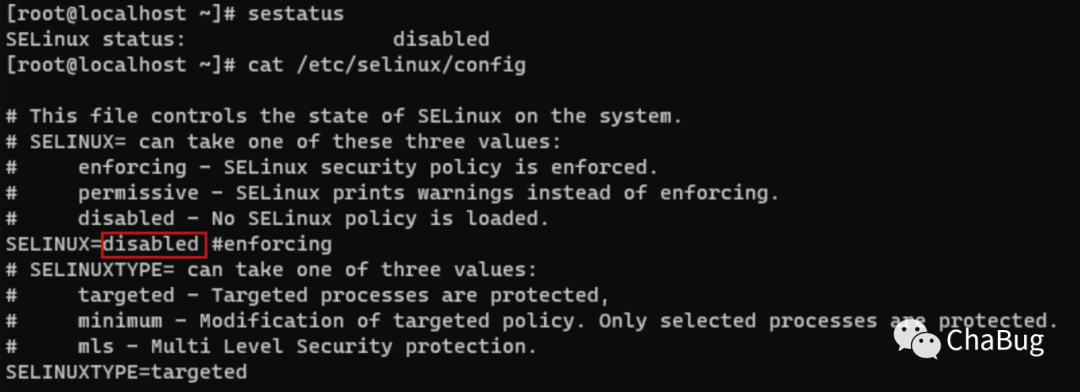 [root@localhost ~]# sestatus
SELinux status:                 disabled
[root@localhost ~]# cat /etc/selinux/config

# This file controls the state of SELinux on the system.
# SELINUX= can take one of these three values:
#     enforcing - SELinux security policy is enforced.
#     permissive - SELinux prints warnings instead of enforcing.
#     disabled - No SELinux policy is loaded.
SELINUX=disabled #enforcing
# SELINUXTYPE= can take one of three values:
#     targeted - Targeted processes are protected,
#     minimum - Modification of targeted policy. Only selected processes are protected.
#     mls - Multi Level Security protection.
SELINUXTYPE=targeted
ChaBug